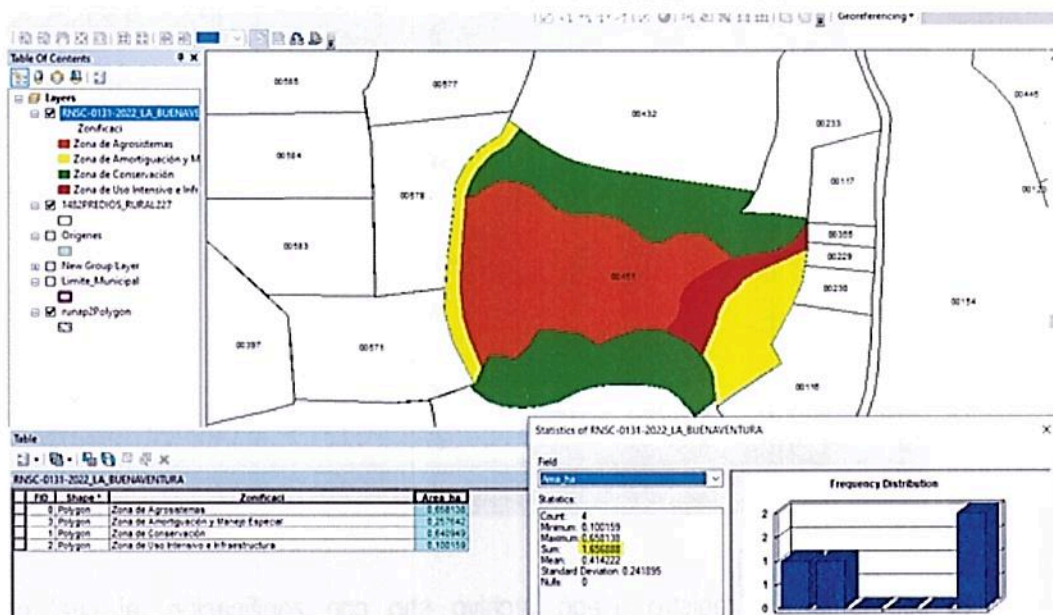 Georeferencing
Table Of Contents
Layers
RNSC-0131-2022_LA_BUENAVE
Zonificaci
Zona de Agrosistemas
Zona de Amortiguación y M
Zona de Conservación
Zona de Uso Intensivo e Infr
1482PREDIOS_RURAL227
Origenes
New Group Layer
Limite_Municipal
runap2Polygon
00585
00577
00432
00445
00233
00584
00578
00117
00355
00583
00229
00230
00154
00397
00571
00116
Table
RNSC-0131-2022_LA_BUENAVENTURA
FID Shape * Zonificaci Area_ha
0 Polygon Zona de Agrosistemas 0,658138
3 Polygon Zona de Amortiguación y Manejo Especial 0,257642
1 Polygon Zona de Conservación 0,640949
2 Polygon Zona de Uso Intensivo e Infraestructura 0,100159
Statistics of RNSC-0131-2022_LA_BUENAVENTURA
Field
Area_ha
Statistics:
Count: 4
Minimum: 0,100159
Maximum: 0,658138
Sum: 1,656888
Mean: 0,414222
Standard Deviation: 0,241895
Nulls: 0
Frequency Distribution
2
2
1
1
0